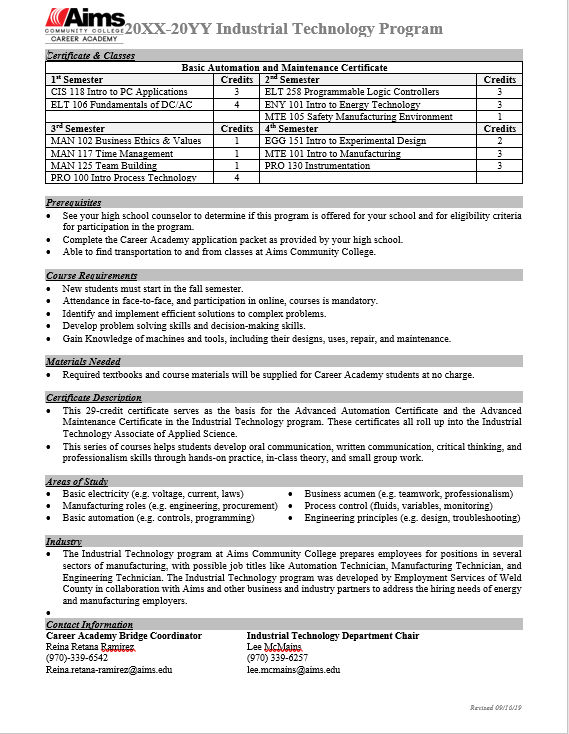 Aims
COMMUNITY COLLEGE
CAREER ACADEMY
20XX-20YY Industrial Technology Program
Certificate & Classes
Basic Automation and Maintenance Certificate
1st Semester Credits 2nd Semester Credits
CIS 118 Intro to PC Applications 3 ELT 258 Programmable Logic Controllers 3
ELT 106 Fundamentals of DC/AC 4 ENY 101 Intro to Energy Technology 3
MTE 105 Safety Manufacturing Environment 1
3rd Semester Credits 4th Semester Credits
MAN 102 Business Ethics & Values 1 EGG 151 Intro to Experimental Design 2
MAN 117 Time Management 1 MTE 101 Intro to Manufacturing 3
MAN 125 Team Building 1 PRO 130 Instrumentation 3
PRO 100 Intro Process Technology 4
Prerequisites
• See your high school counselor to determine if this program is offered for your school and for eligibility criteria
for participation in the program.
• Complete the Career Academy application packet as provided by your high school.
• Able to find transportation to and from classes at Aims Community College.
Course Requirements
• New students must start in the fall semester.
• Attendance in face-to-face, and participation in online, courses is mandatory.
• Identify and implement efficient solutions to complex problems.
• Develop problem solving skills and decision-making skills.
• Gain Knowledge of machines and tools, including their designs, uses, repair, and maintenance.
Materials Needed
• Required textbooks and course materials will be supplied for Career Academy students at no charge.
Certificate Description
• This 29-credit certificate serves as the basis for the Advanced Automation Certificate and the Advanced
Maintenance Certificate in the Industrial Technology program. These certificates all roll up into the Industrial
Technology Associate of Applied Science.
• This series of courses helps students develop oral communication, written communication, critical thinking, and
professionalism skills through hands-on practice, in-class theory, and small group work.
Areas of Study
• Basic electricity (e.g. voltage, current, laws) • Business acumen (e.g. teamwork, professionalism)
• Manufacturing roles (e.g. engineering, procurement) • Process control (fluids, variables, monitoring)
• Basic automation (e.g. controls, programming) • Engineering principles (e.g. design, troubleshooting)
Industry
• The Industrial Technology program at Aims Community College prepares employees for positions in several
sectors of manufacturing, with possible job titles like Automation Technician, Manufacturing Technician, and
Engineering Technician. The Industrial Technology program was developed by Employment Services of Weld
County in collaboration with Aims and other business and industry partners to address the hiring needs of energy
and manufacturing employers.
•
Contact Information
Career Academy Bridge Coordinator Industrial Technology Department Chair
Reina Retana Ramirez Lee McMains
(970)-339-6542 (970) 339-6257
Reina.retana-ramirez@aims.edu lee.mcmains@aims.edu
Revised 09/16/19